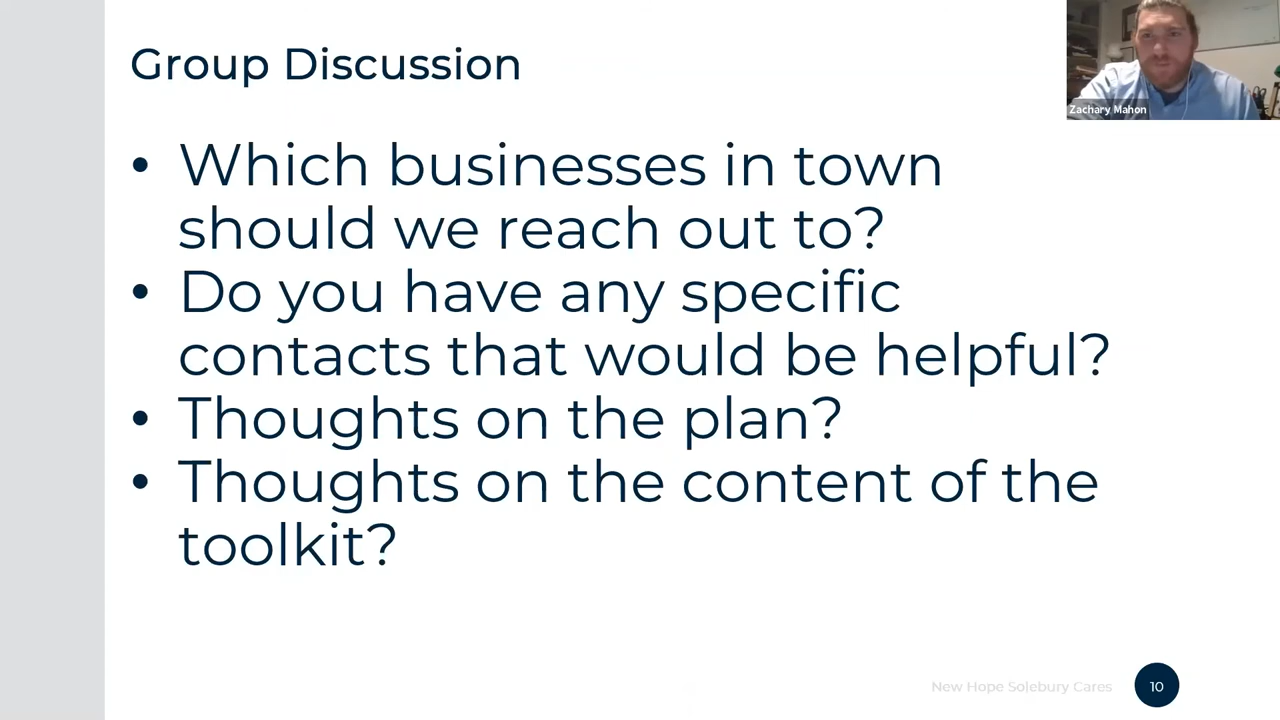 Group Discussion
Zachary Mahon
• Which businesses in town
should we reach out to?
• Do you have any specific
contacts that would be helpful?
• Thoughts on the plan?
• Thoughts on the content of the
toolkit?
New Hope Solebury Cares
10